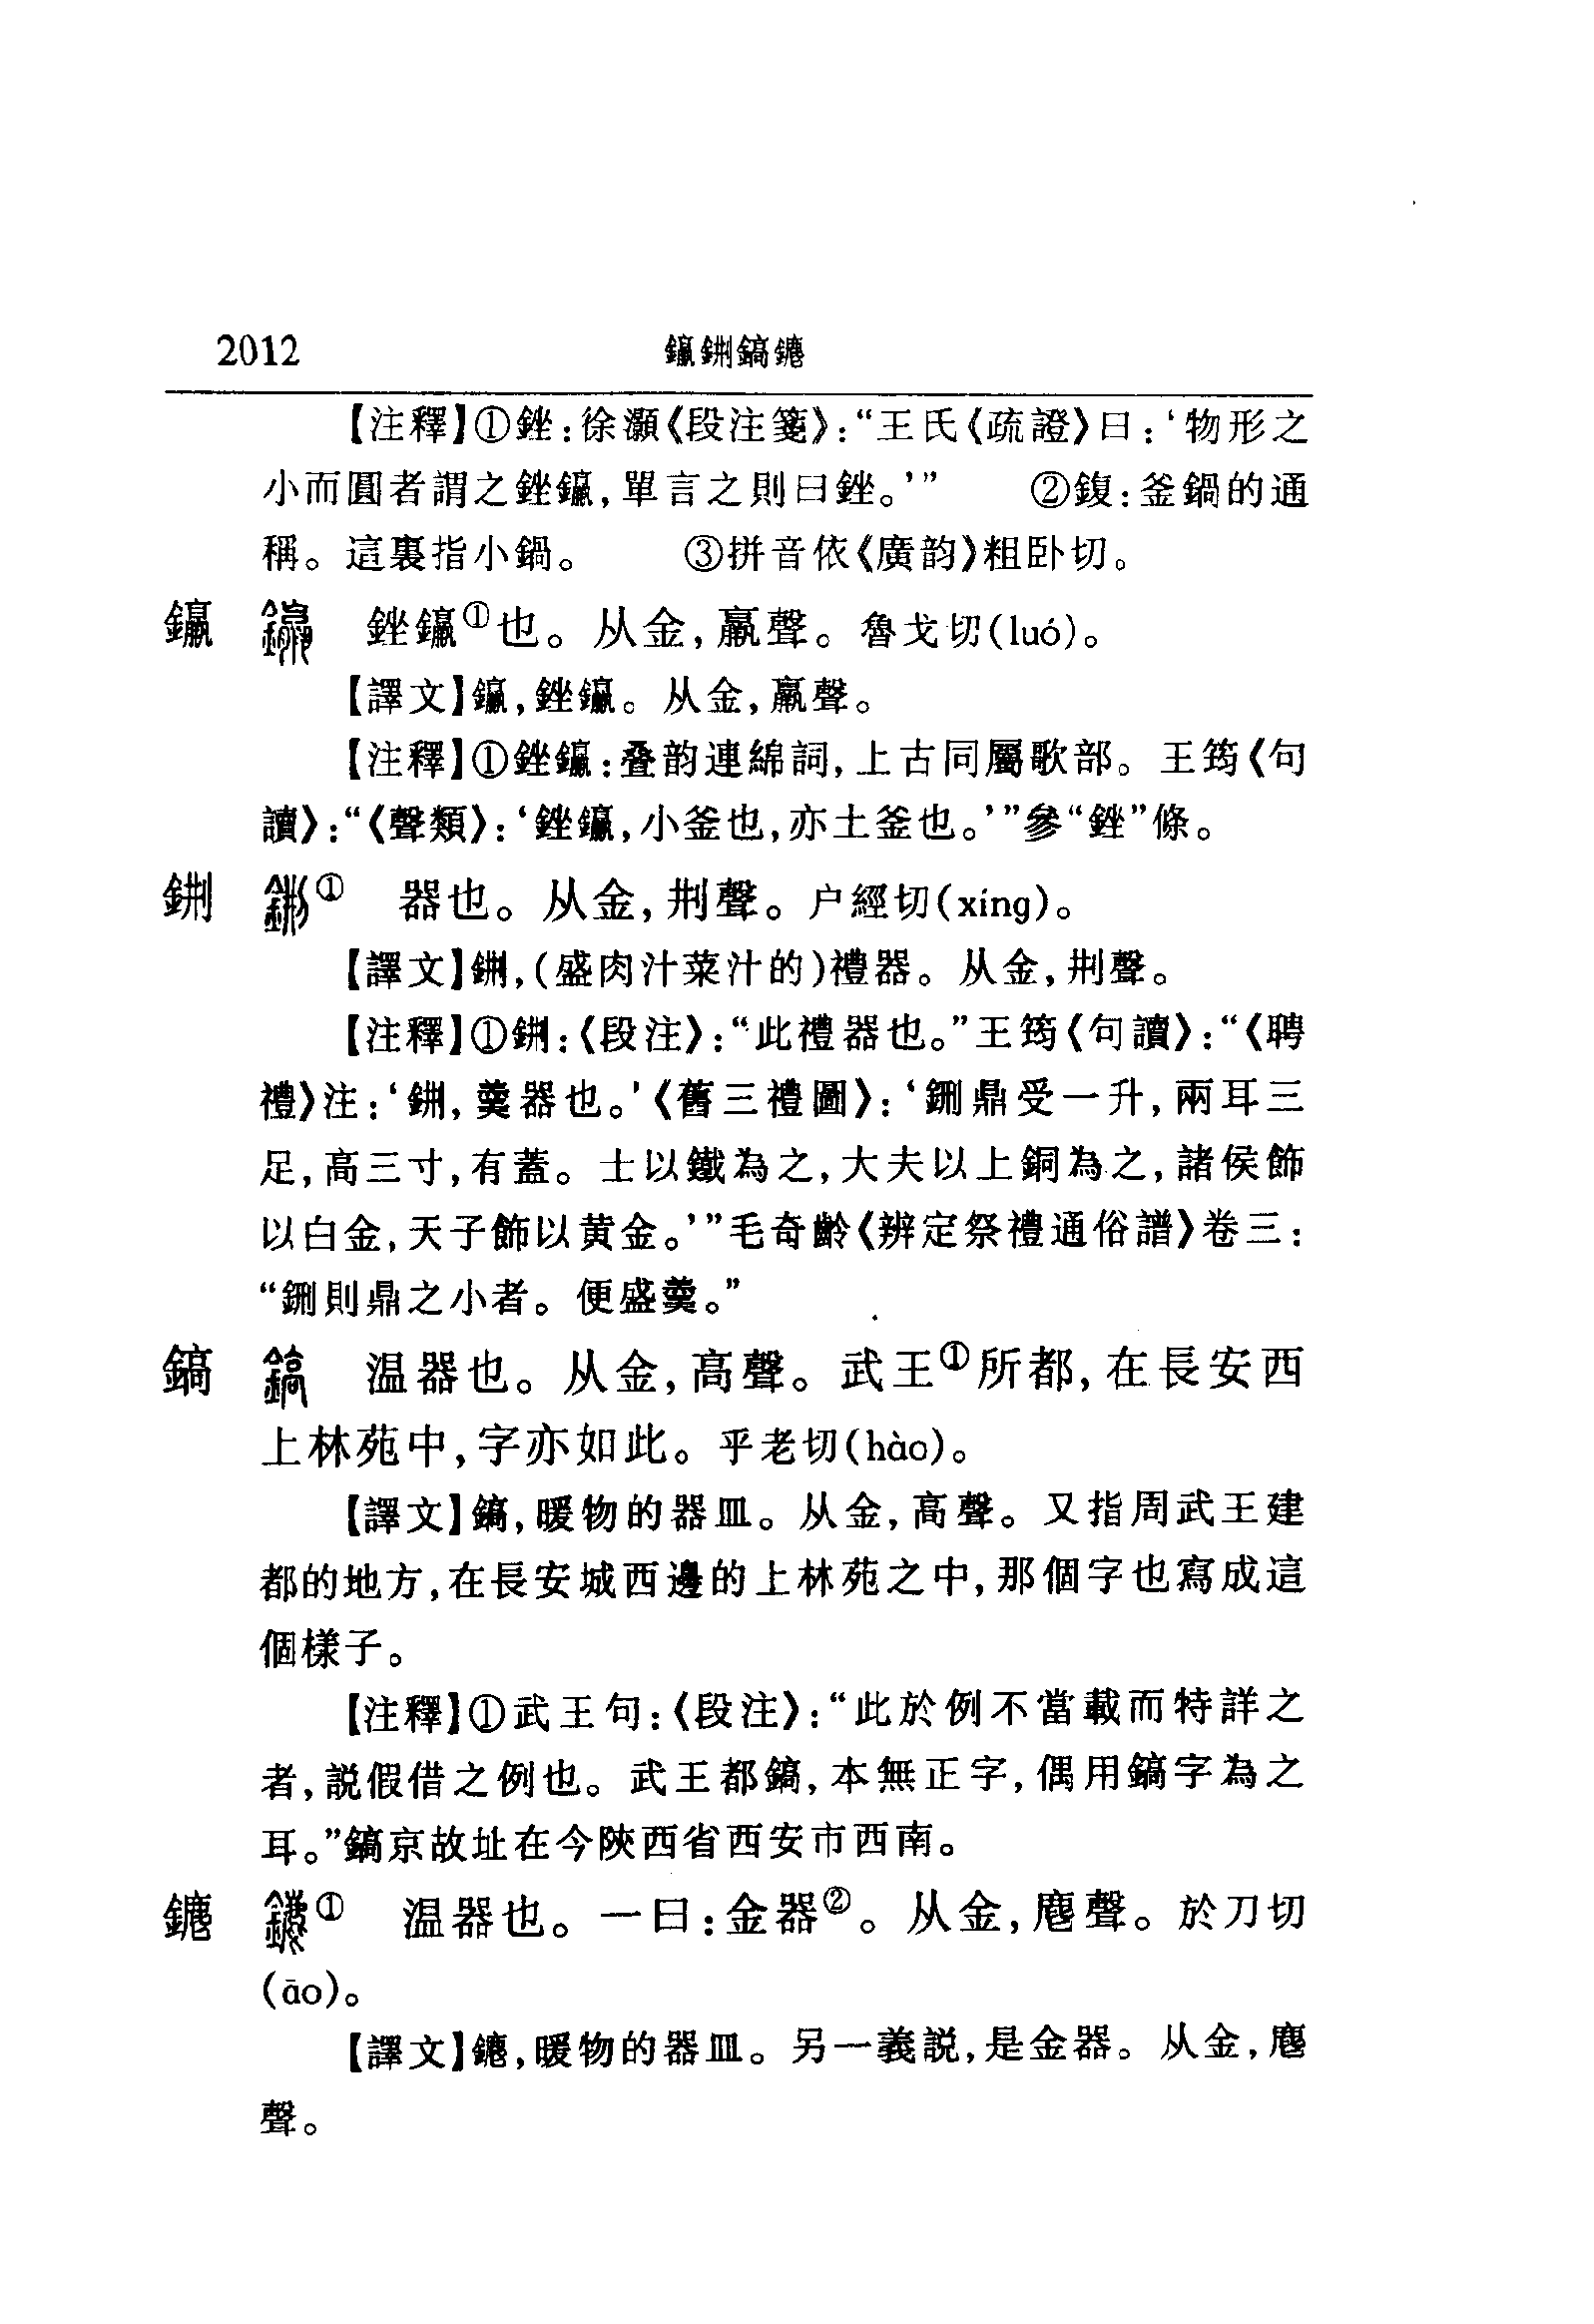 2012 鑼鉶鎬鏕
【注釋】①銼:徐灝《段注箋》:“王氏《疏證》曰:‘物形之
小而圓者謂之銼鑼,單言之則曰銼。’” ②鍑:釜鍋的通
稱。這裏指小鍋。 ③拼音依《廣韵》粗卧切。
銼①也。从金,聲。魯戈切(luó)。
【譯文】,銼。从金,聲。
【注釋】①銼:叠韵連綿詞,上古同屬歌部。王筠《句
讀》:“《聲類》:‘銼,小釜也,亦土釜也。’”參“銼”條。
鉶 ① 器也。从金,荆聲。户經切(xíng)。
【譯文】鉶,(盛肉汁菜汁的)禮器。从金,荆聲。
【注釋】①鉶:《段注》:“此禮器也。”王筠《句讀》:“《聘
禮》注:‘鉶,羹器也。’《舊三禮圖》:‘鉶鼎受一升,兩耳三
足,高三寸,有蓋。士以鐵為之,大夫以上銅為之,諸侯飾
以白金,天子飾以黄金。’”毛奇齡《辨定祭禮通俗譜》卷三:
“鉶則鼎之小者。便盛羹。”
鎬 鎬 温器也。从金,高聲。武王①所都,在長安西
上林苑中,字亦如此。乎老切(hào)。
【譯文】鎬,暖物的器皿。从金,高聲。又指周武王建
都的地方,在長安城西邊的上林苑之中,那個字也寫成這
個樣子。
【注釋】①武王句:《段注》:“此於例不當載而特詳之
者,説假借之例也。武王都鎬,本無正字,偶用鎬字為之
耳。”鎬京故址在今陝西省西安市西南。
① 温器也。一曰:金器②。从金,麀聲。於刀切
(āo)。
【譯文】,暖物的器皿。另一義説,是金器。从金,麀
聲。